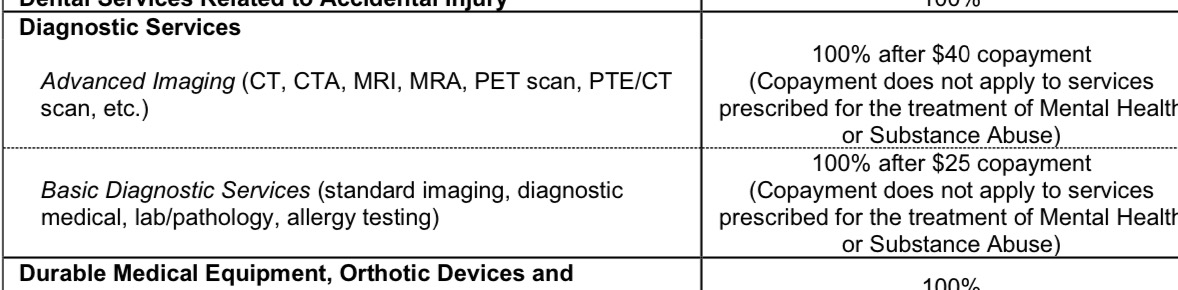 Dental Services Related to Accidental Injury
100%
Diagnostic Services
Advanced Imaging (CT, CTA, MRI, MRA, PET scan, PTE/CT
scan, etc.)
100% after $40 copayment
(Copayment does not apply to services
prescribed for the treatment of Mental Health
or Substance Abuse)
Basic Diagnostic Services (standard imaging, diagnostic
medical, lab/pathology, allergy testing)
100% after $25 copayment
(Copayment does not apply to services
prescribed for the treatment of Mental Health
or Substance Abuse)
Durable Medical Equipment, Orthotic Devices and
100%